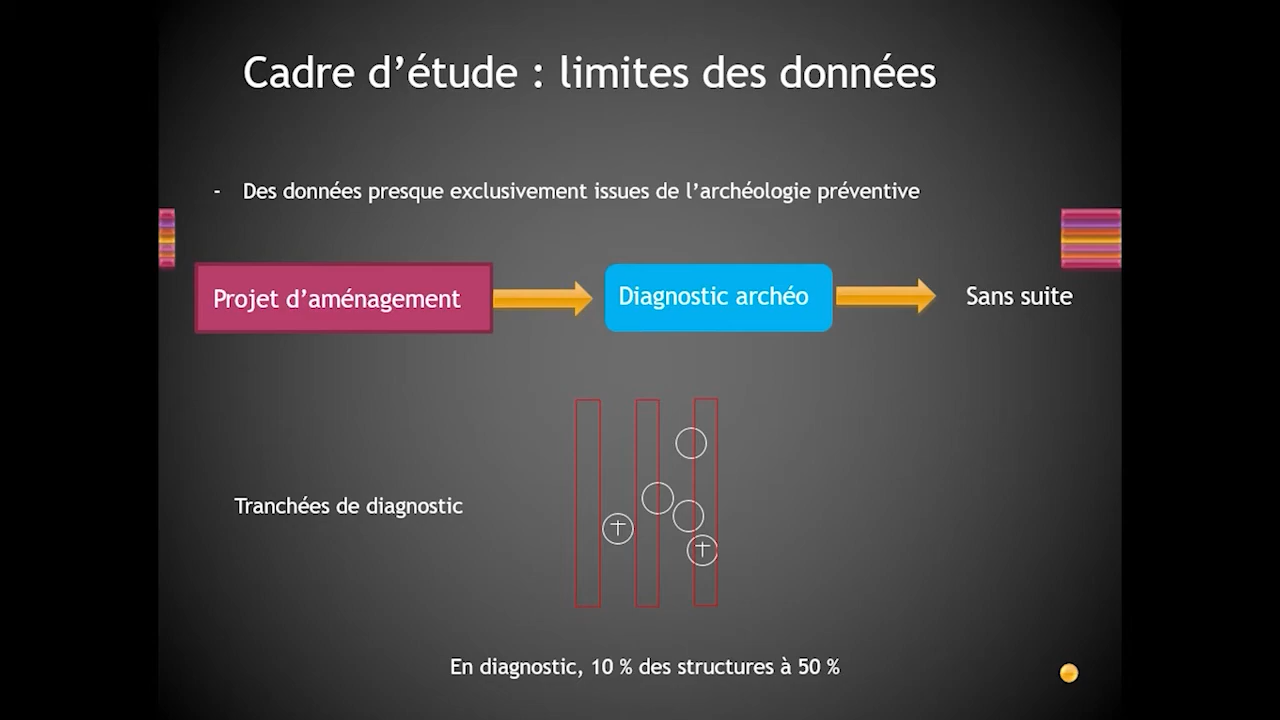 Cadre d’étude : limites des données
- Des données presque exclusivement issues de l’archéologie préventive
Projet d’aménagement
Diagnostic archéo
Sans suite
Tranchées de diagnostic
En diagnostic, 10 % des structures à 50 %